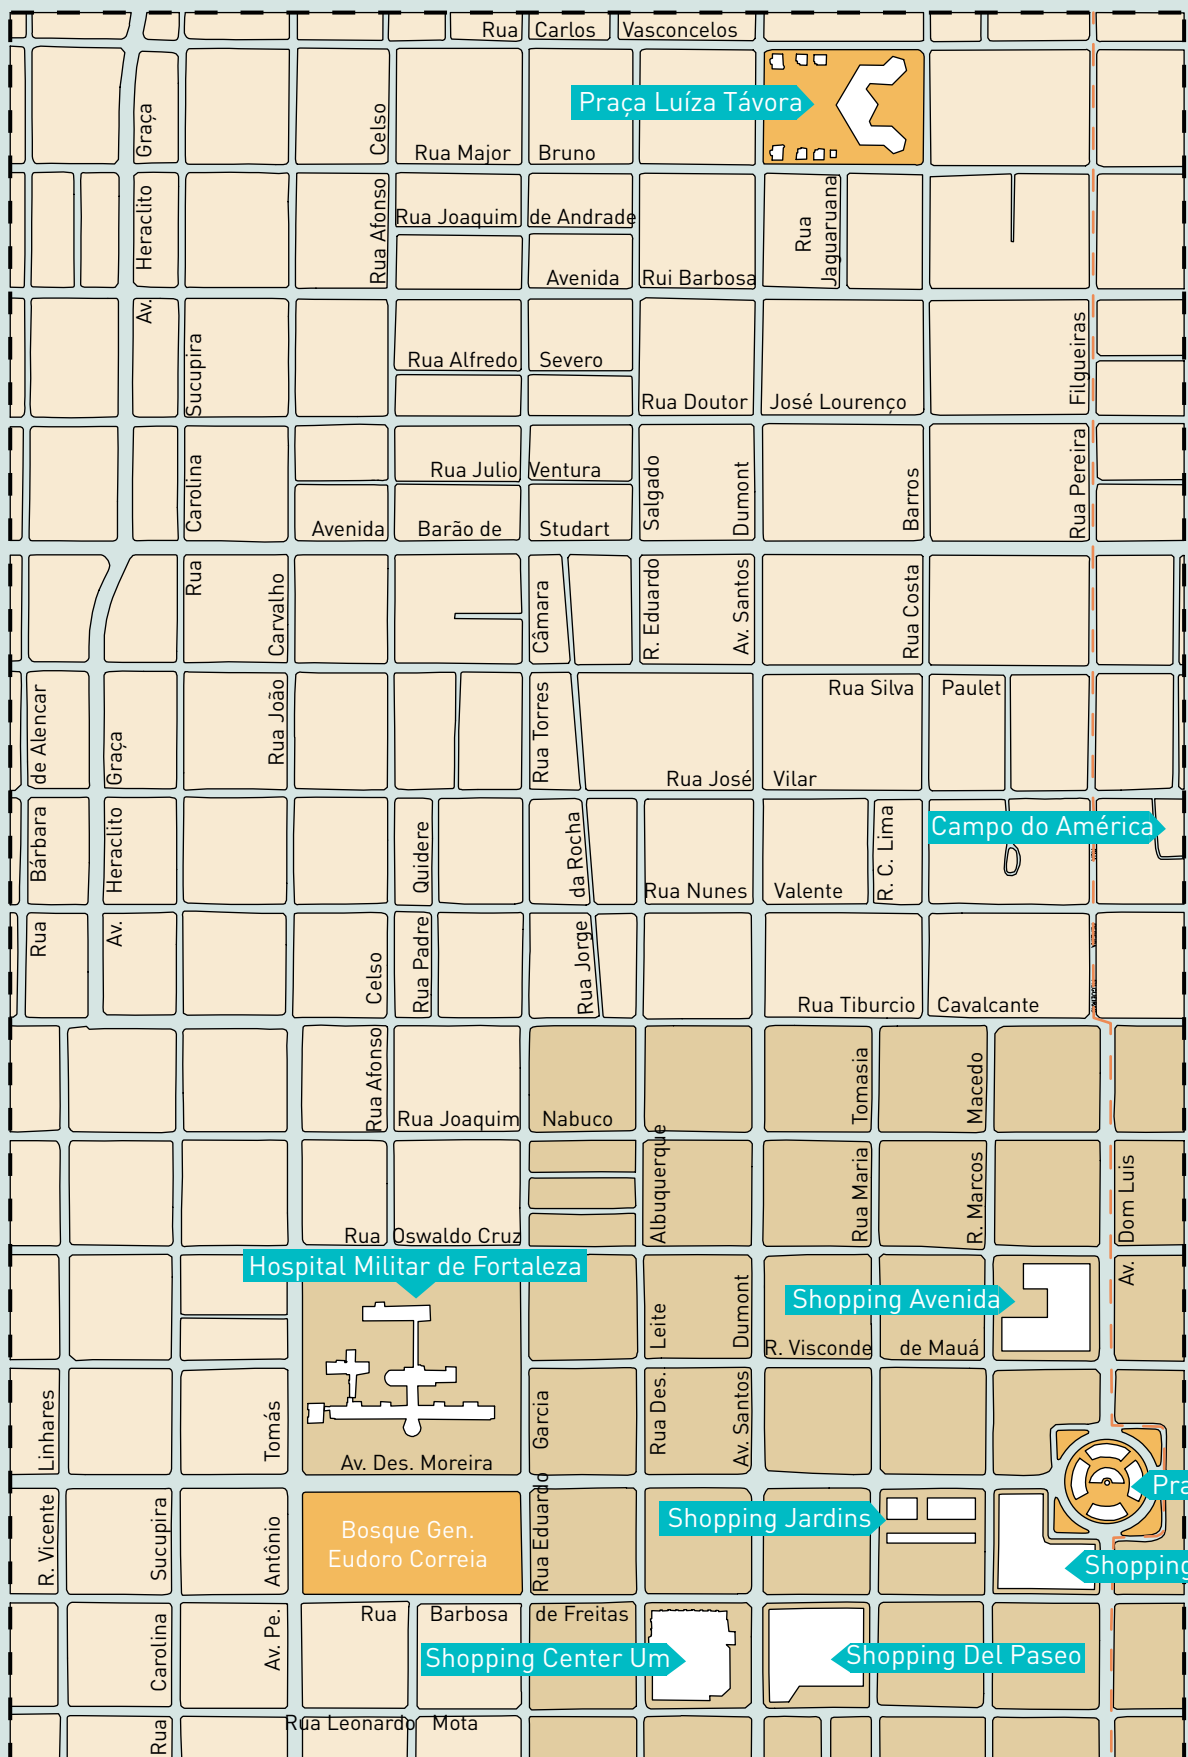 Rua Carlos Vasconcelos
Praça Luíza Távora
Rua Major Bruno
Av. Heraclito Graça
Rua Afonso Celso
Rua Joaquim de Andrade
Rua Jaguaruana
Avenida Rui Barbosa
Rua Alfredo Severo
Rua Doutor José Lourenço
Rua Carolina Sucupira
Rua Pereira Filgueiras
Rua Julio Ventura
Avenida Barão de Studart
R. Eduardo Salgado
Av. Santos Dumont
Rua Costa Barros
Rua João Carvalho
Rua Torres Câmara
Rua Silva Paulet
Rua José Vilar
Rua Bárbara de Alencar
Av. Heraclito Graça
Rua Padre Quidere
Rua Jorge da Rocha
Rua Nunes Valente
R. C. Lima
Campo do América
Rua Tiburcio Cavalcante
Rua Afonso Celso
Rua Joaquim Nabuco
Rua Maria Tomasia
R. Marcos Macedo
Rua Oswaldo Cruz
Rua Des. Leite Albuquerque
Av. Dom Luis
Hospital Militar de Fortaleza
Shopping Avenida
R. Visconde de Mauá
Av. Santos Dumont
Av. Des. Moreira
Rua Eduardo Garcia
R. Vicente Linhares
Av. Pe. Antônio Tomás
Rua Carolina Sucupira
Pra
Shopping Jardins
Bosque Gen.
Eudoro Correia
Shopping
Rua Barbosa de Freitas
Shopping Center Um
Shopping Del Paseo
Rua Leonardo Mota